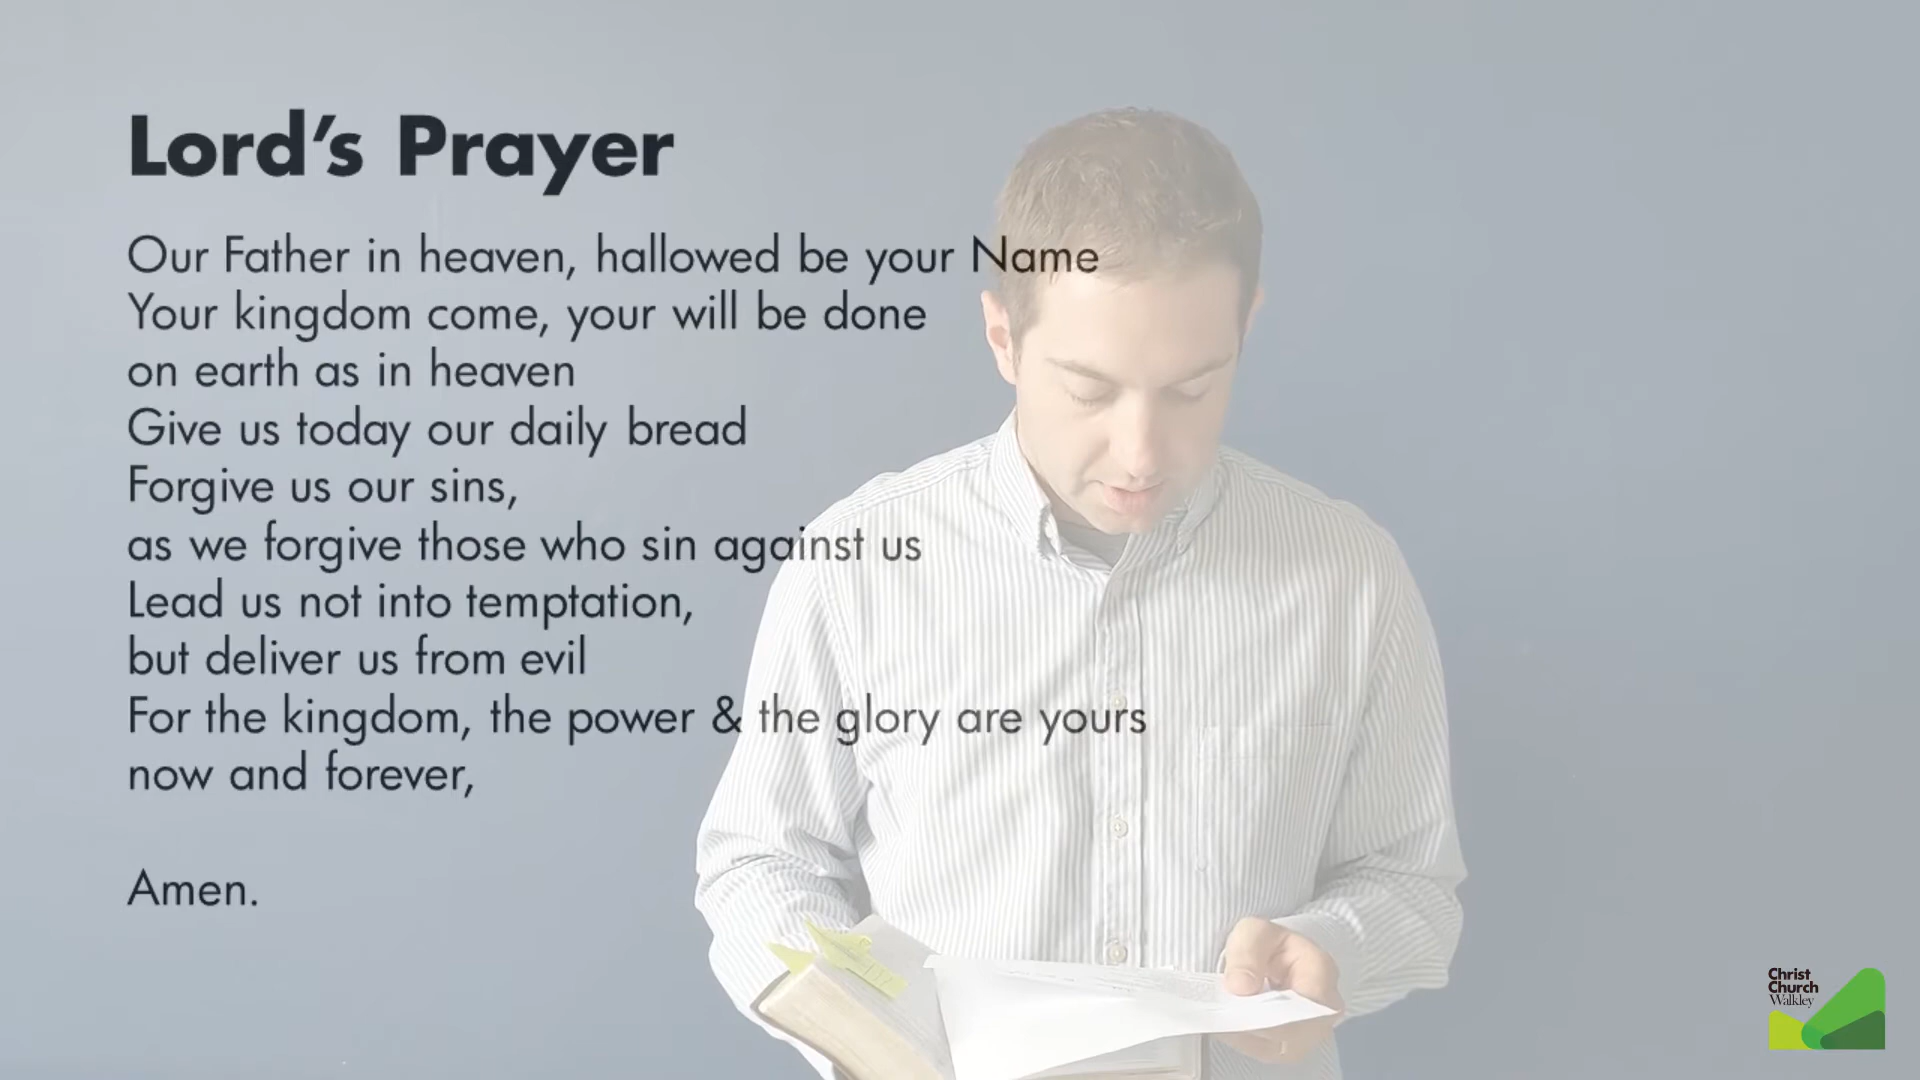 Lord’s Prayer
Our Father in heaven, hallowed be your Name
Your kingdom come, your will be done
on earth as in heaven
Give us today our daily bread
Forgive us our sins,
as we forgive those who sin against us
Lead us not into temptation,
but deliver us from evil
For the kingdom, the power & the glory are yours
now and forever,
Amen.
Christ
Church
Walkley